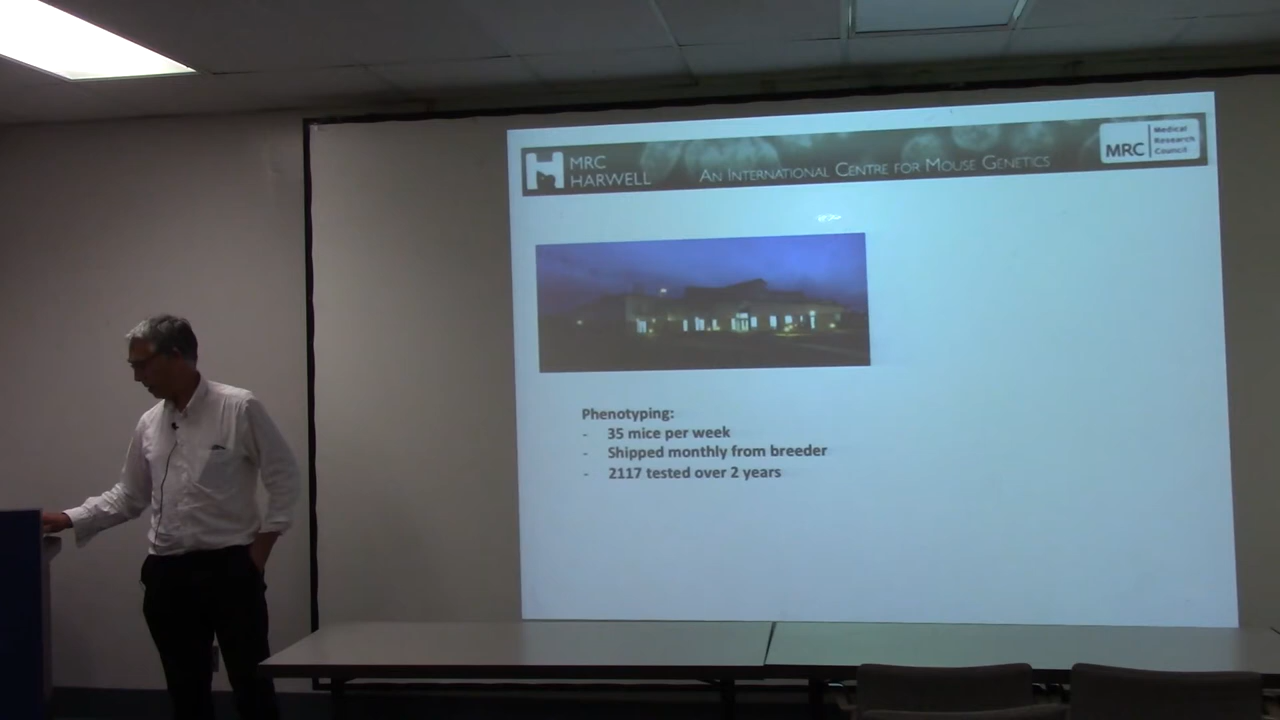 MRC
HARWELL
AN INTERNATIONAL CENTRE FOR MOUSE GENETICS
MRC
Medical
Research
Council
Phenotyping:
- 35 mice per week
- Shipped monthly from breeder
- 2117 tested over 2 years